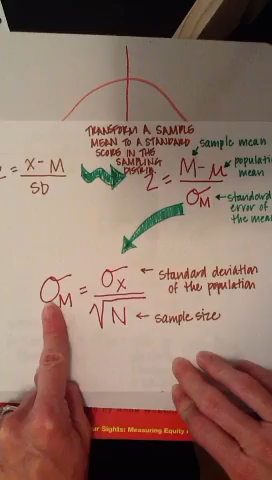 TRANSFORM A SAMPLE
MEAN TO A STANDARD
SCORE IN THE
SAMPLING
← sample mean
= X - M / SD
Z = M - μ / σM
← population
mean
← standard
error of
the mean
σM = σx / √N
← standard deviation
of the population
← sample size
ur Sights: Measuring Equity